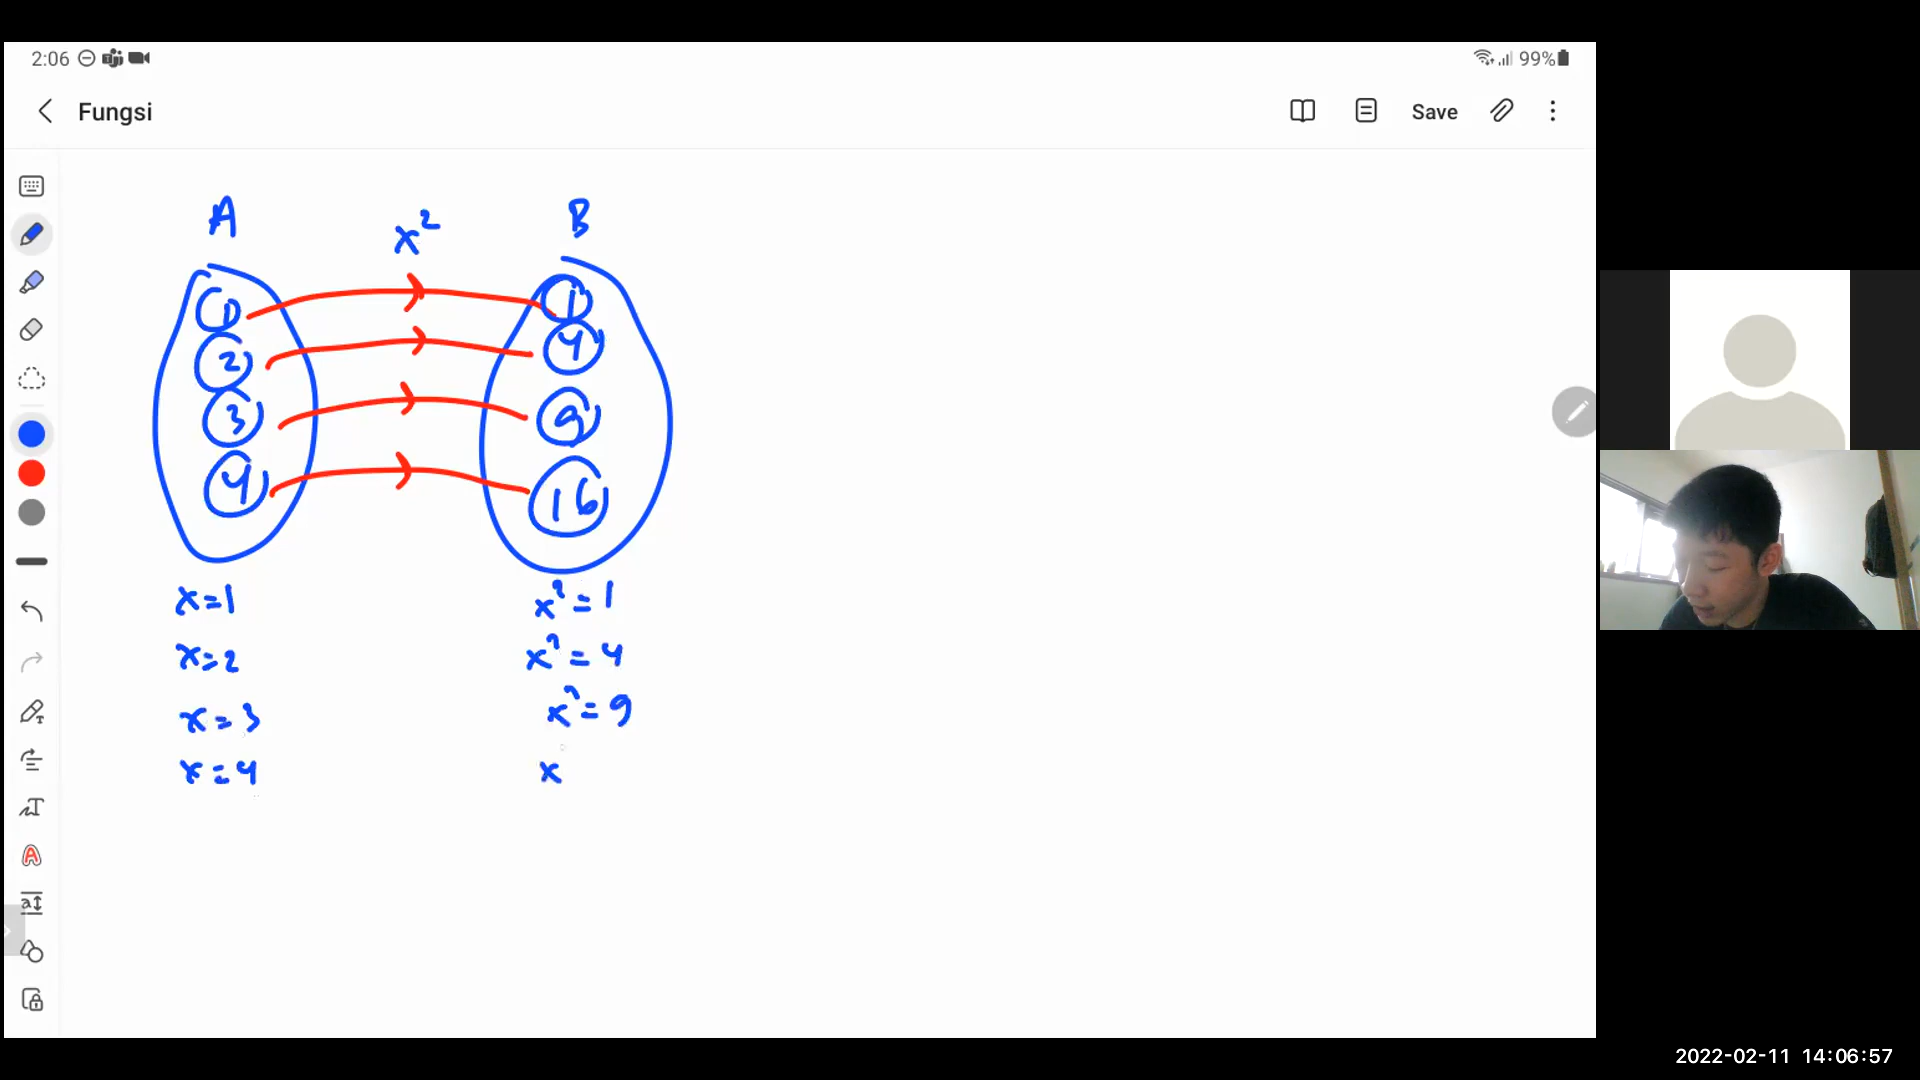 2:06
99%
Fungsi
Save
A
x²
B
1
1
2
4
3
9
4
16
x=1
x²=1
x=2
x²=4
x=3
x²=9
x=4
x
2022-02-11 14:06:57